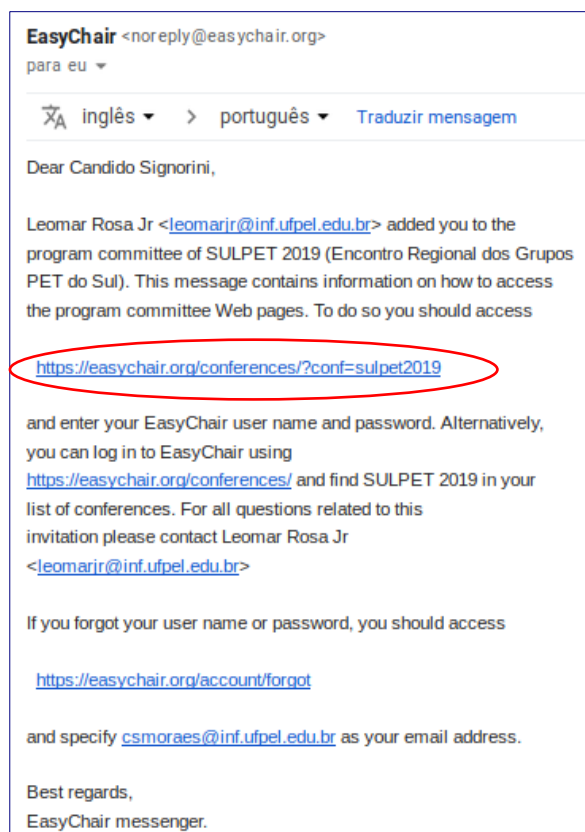 EasyChair <noreply@easychair.org>
para eu
inglês > português Traduzir mensagem
Dear Candido Signorini,
Leomar Rosa Jr <leomarjr@inf.ufpel.edu.br> added you to the
program committee of SULPET 2019 (Encontro Regional dos Grupos
PET do Sul). This message contains information on how to access
the program committee Web pages. To do so you should access
https://easychair.org/conferences/?conf=sulpet2019
and enter your EasyChair user name and password. Alternatively,
you can log in to EasyChair using
https://easychair.org/conferences/ and find SULPET 2019 in your
list of conferences. For all questions related to this
invitation please contact Leomar Rosa Jr
<leomarjr@inf.ufpel.edu.br>
If you forgot your user name or password, you should access
https://easychair.org/account/forgot
and specify csmoraes@inf.ufpel.edu.br as your email address.
Best regards,
EasyChair messenger.